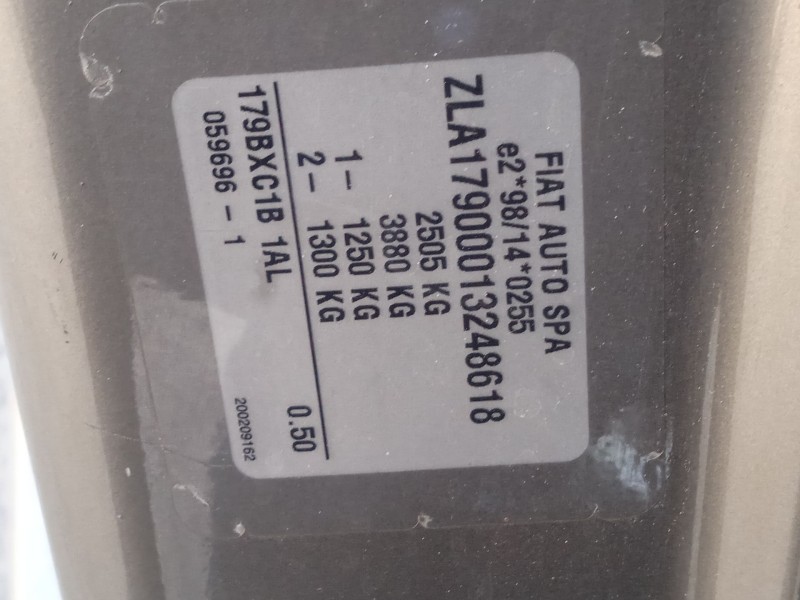 FIAT AUTO SPA
e2*98/14*0255
ZLA17900013248618
2505 KG
3880 KG
1- 1250 KG
2- 1300 KG
0.50
179BXC1B 1AL
059696 - 1
200209162